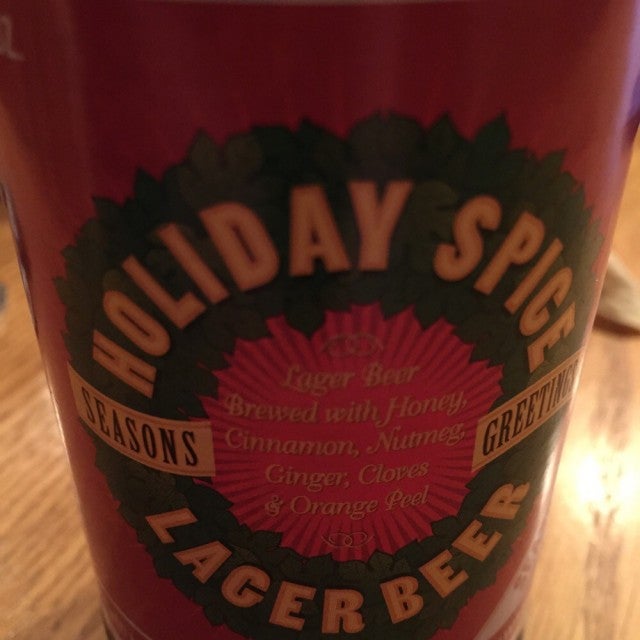 HOLIDAY SPICE
Lager Beer
Brewed with Honey,
Cinnamon, Nutmeg,
Ginger, Cloves
& Orange Peel
SEASONS
GREETINGS
LAGER BEER